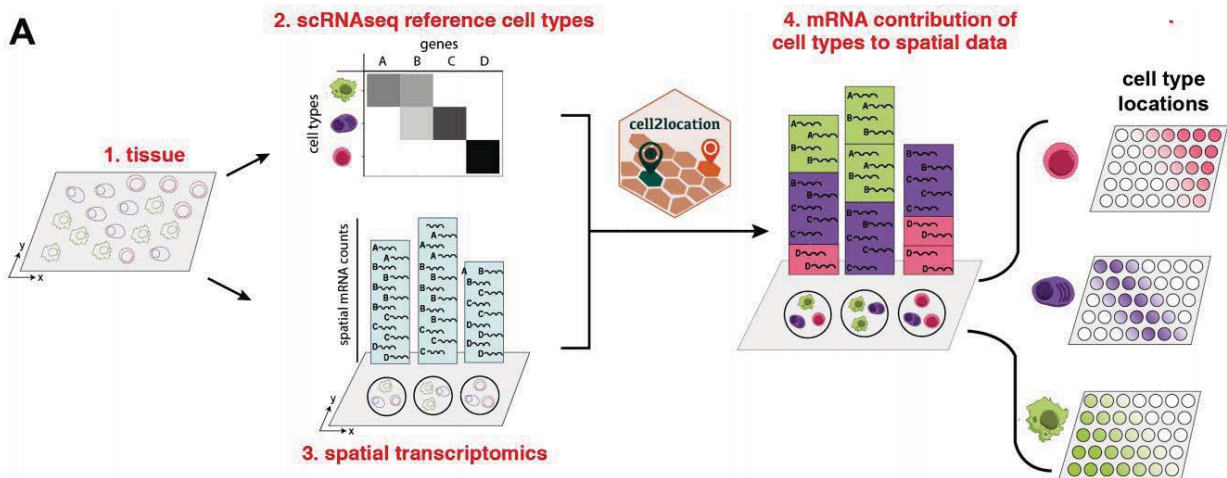 A
2. scRNAseq reference cell types
genes
A B C D
cell types
1. tissue
y
x
spatial mRNA counts
A
A
B
B
B
B
C
C
C
D
D
y
x
3. spatial transcriptomics
cell2location
4. mRNA contribution of
cell types to spatial data
A
A
B
B
B
B
C
C
D
D
A
A
B
B
A
A
B
B
B
B
C
C
C
B
B
C
C
C
D
D
D
D
cell type
locations